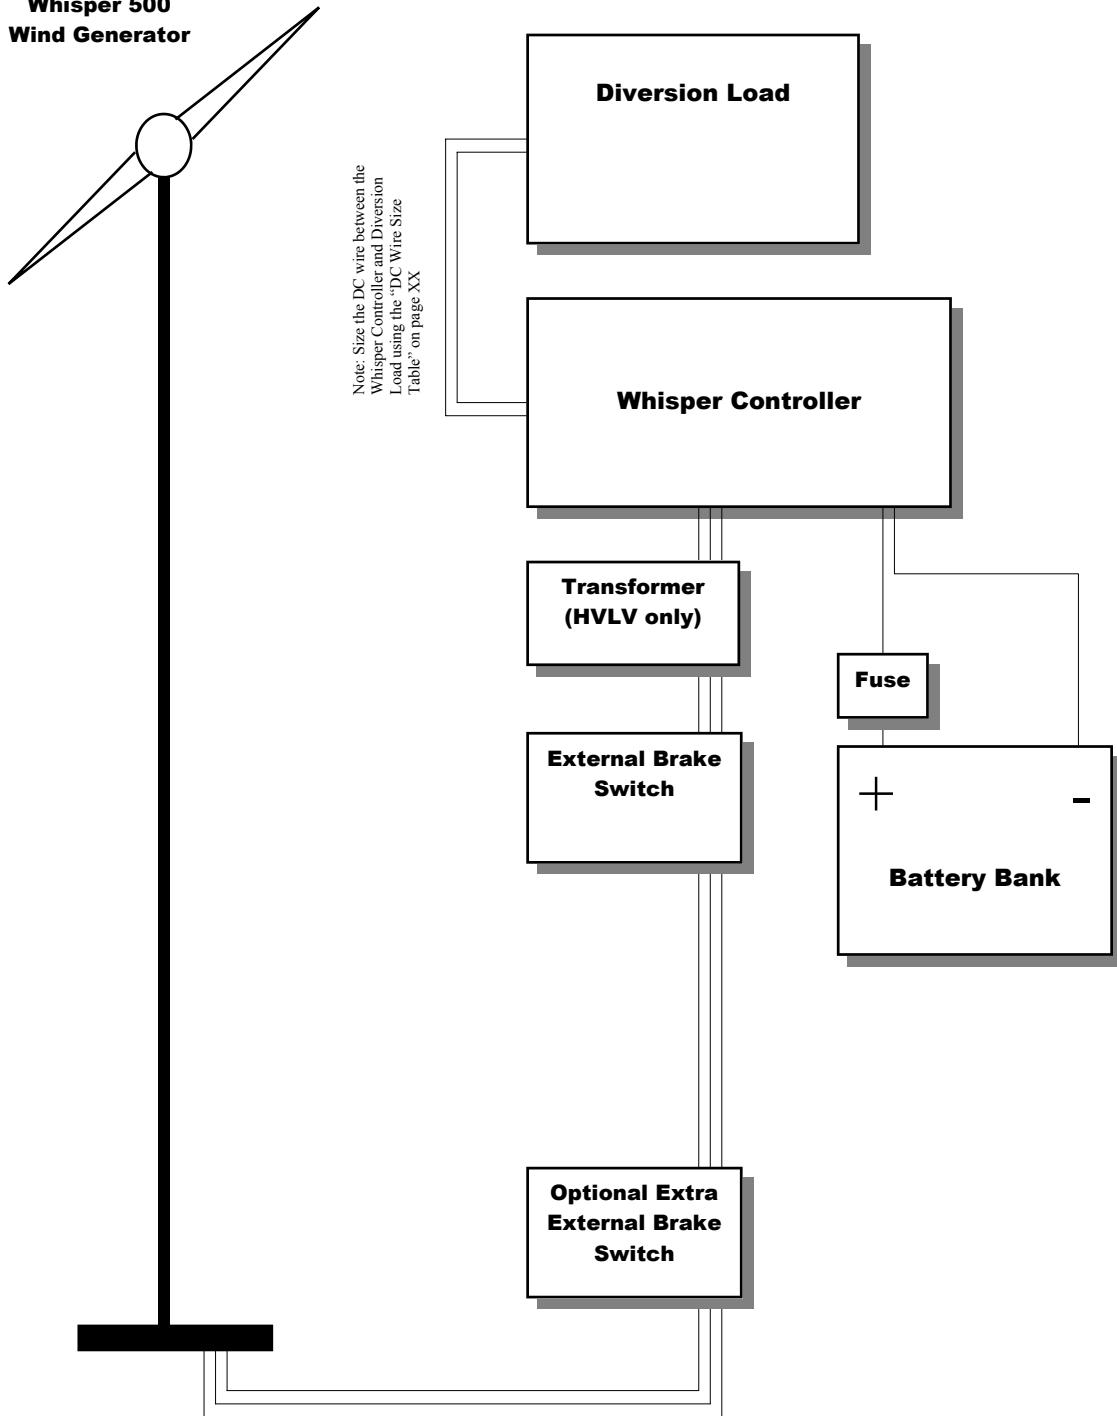 Whisper 500
Wind Generator
Diversion Load
Note: Size the DC wire between the
Whisper Controller and Diversion
Load using the “DC Wire Size
Table” on page XX
Whisper Controller
Transformer
(HVLV only)
Fuse
External Brake
Switch
+
-
Battery Bank
Optional Extra
External Brake
Switch